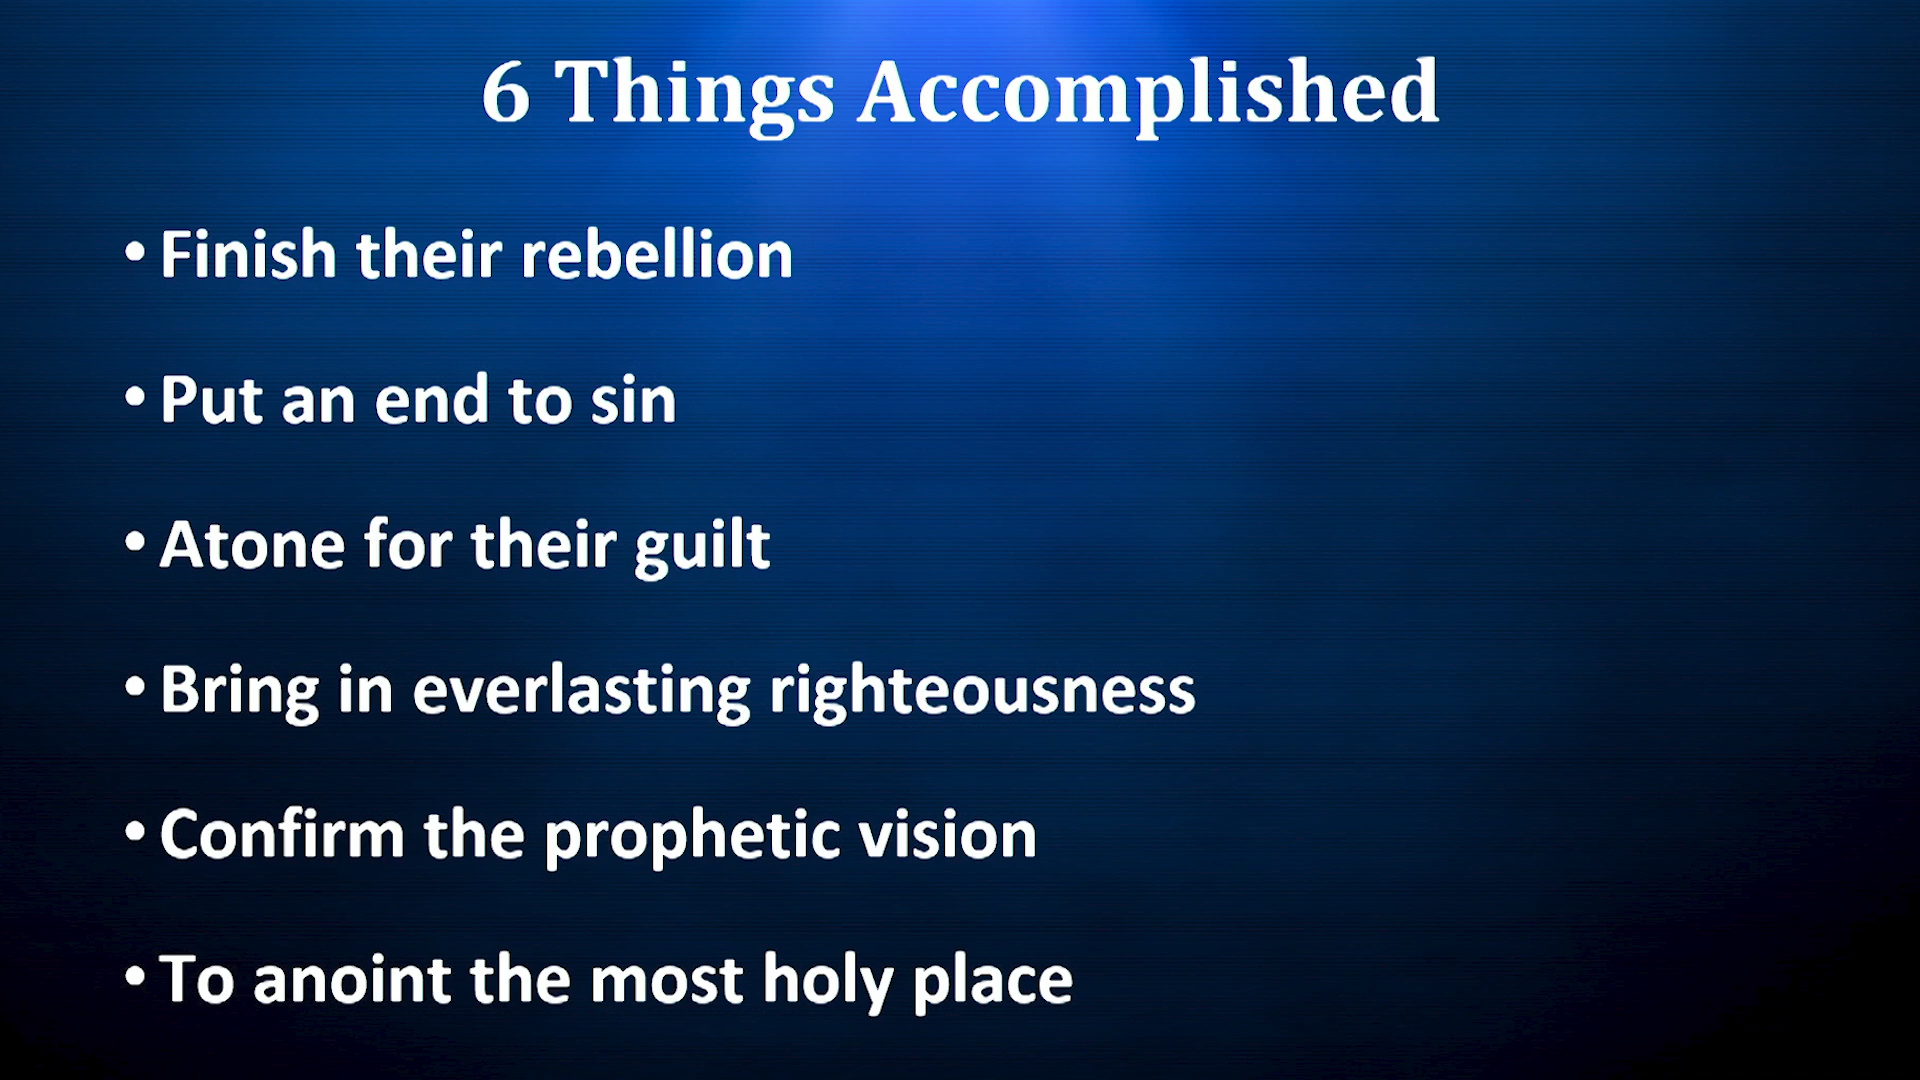 6 Things Accomplished
• Finish their rebellion
• Put an end to sin
• Atone for their guilt
• Bring in everlasting righteousness
• Confirm the prophetic vision
• To anoint the most holy place